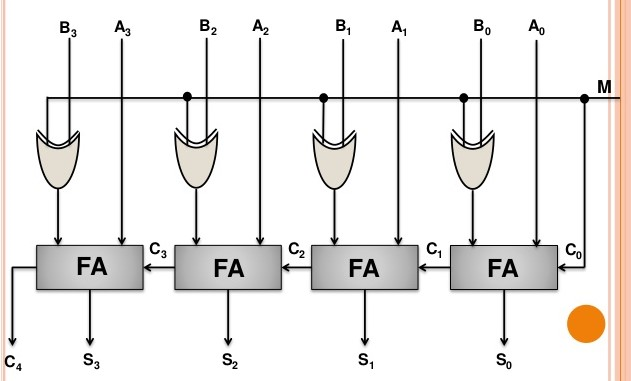 B₃ A₃ B₂ A₂ B₁ A₁ B₀ A₀
M
C₃ C₂ C₁ C₀
FA FA FA FA
C₄ S₃ S₂ S₁ S₀